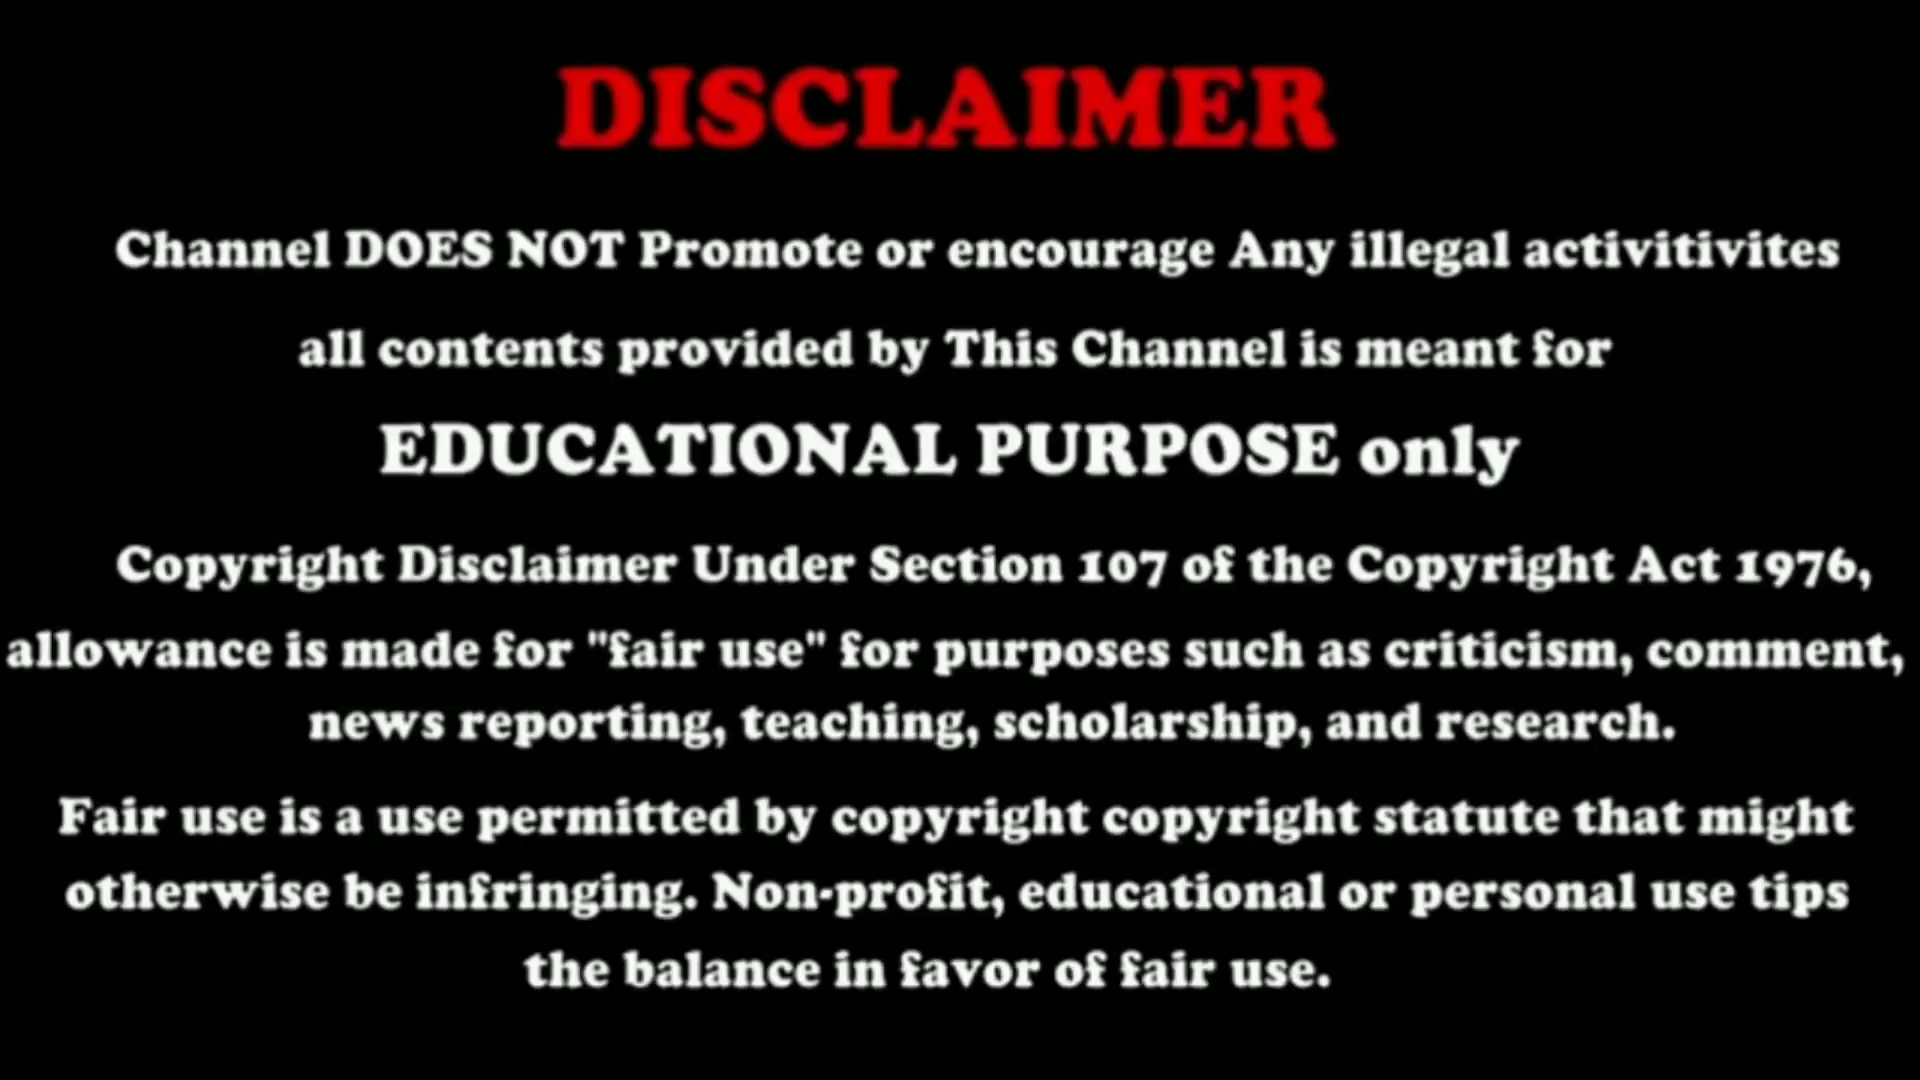 DISCLAIMER
Channel DOES NOT Promote or encourage Any illegal activitivites
all contents provided by This Channel is meant for
EDUCATIONAL PURPOSE only
Copyright Disclaimer Under Section 107 of the Copyright Act 1976,
allowance is made for "fair use" for purposes such as criticism, comment,
news reporting, teaching, scholarship, and research.
Fair use is a use permitted by copyright copyright statute that might
otherwise be infringing. Non-profit, educational or personal use tips
the balance in favor of fair use.